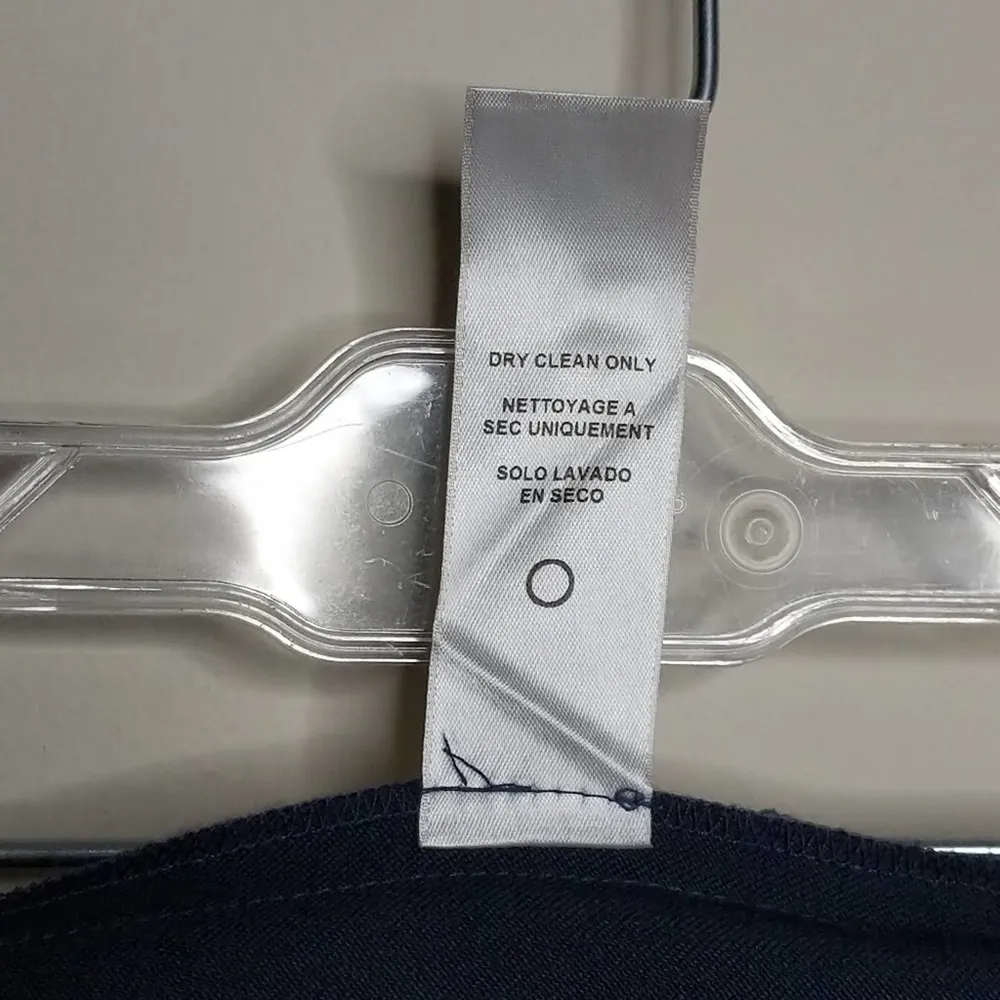 DRY CLEAN ONLY
NETTOYAGE A
SEC UNIQUEMENT
SOLO LAVADO
EN SECO